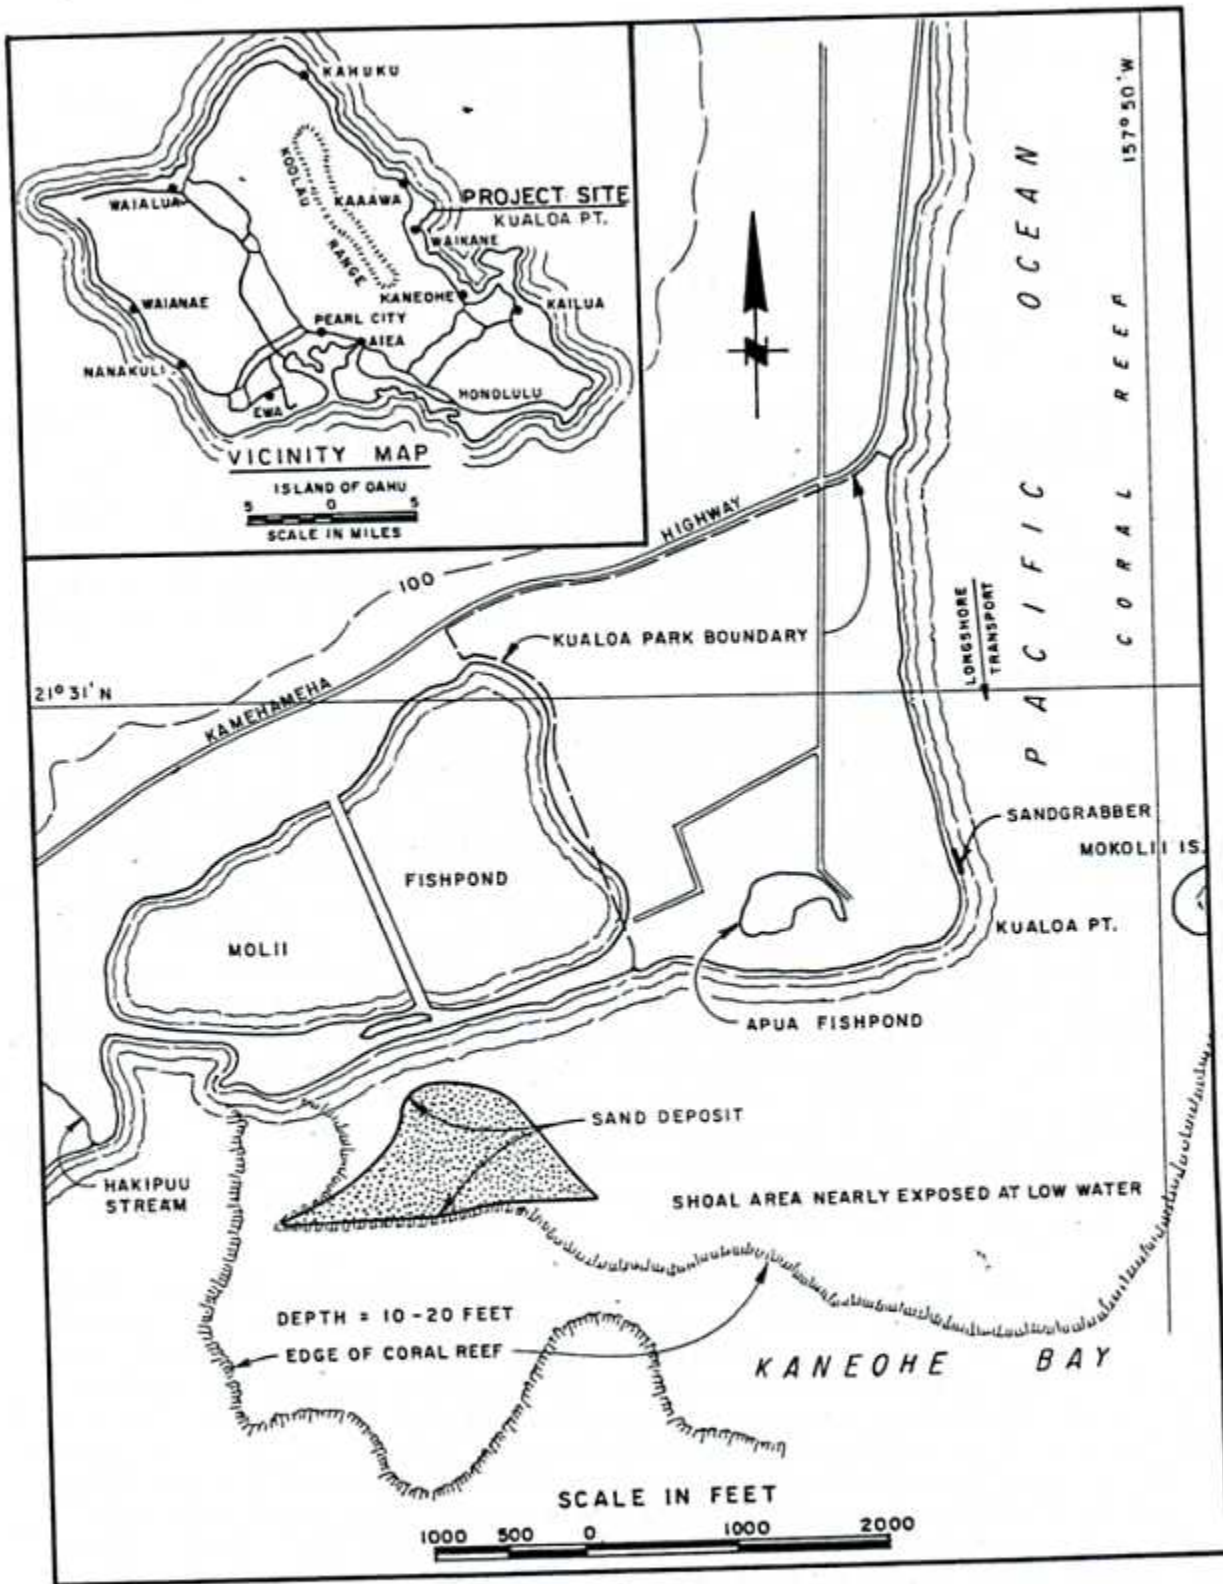 KAHUKU
KOOLAU
RANGE
WAIALUA
KAAAWA
PROJECT SITE
KUALOA PT.
WAIKANE
KANEOHE
KAILUA
WAIANAE
PEARL CITY
AIEA
NANAKULI
EWA
HONOLULU
VICINITY MAP
ISLAND OF OAHU
5 0 5
SCALE IN MILES
157° 50' W
PACIFIC OCEAN
CORAL REEF
N
KAMEHAMEHA HIGHWAY
100
KUALOA PARK BOUNDARY
LONGSHORE
TRANSPORT
21° 31' N
SANDGRABBER
MOKOLII IS.
FISHPOND
MOLII
KUALOA PT.
APUA FISHPOND
SAND DEPOSIT
HAKIPUU
STREAM
SHOAL AREA NEARLY EXPOSED AT LOW WATER
DEPTH = 10-20 FEET
EDGE OF CORAL REEF
KANEOHE BAY
SCALE IN FEET
1000 500 0 1000 2000